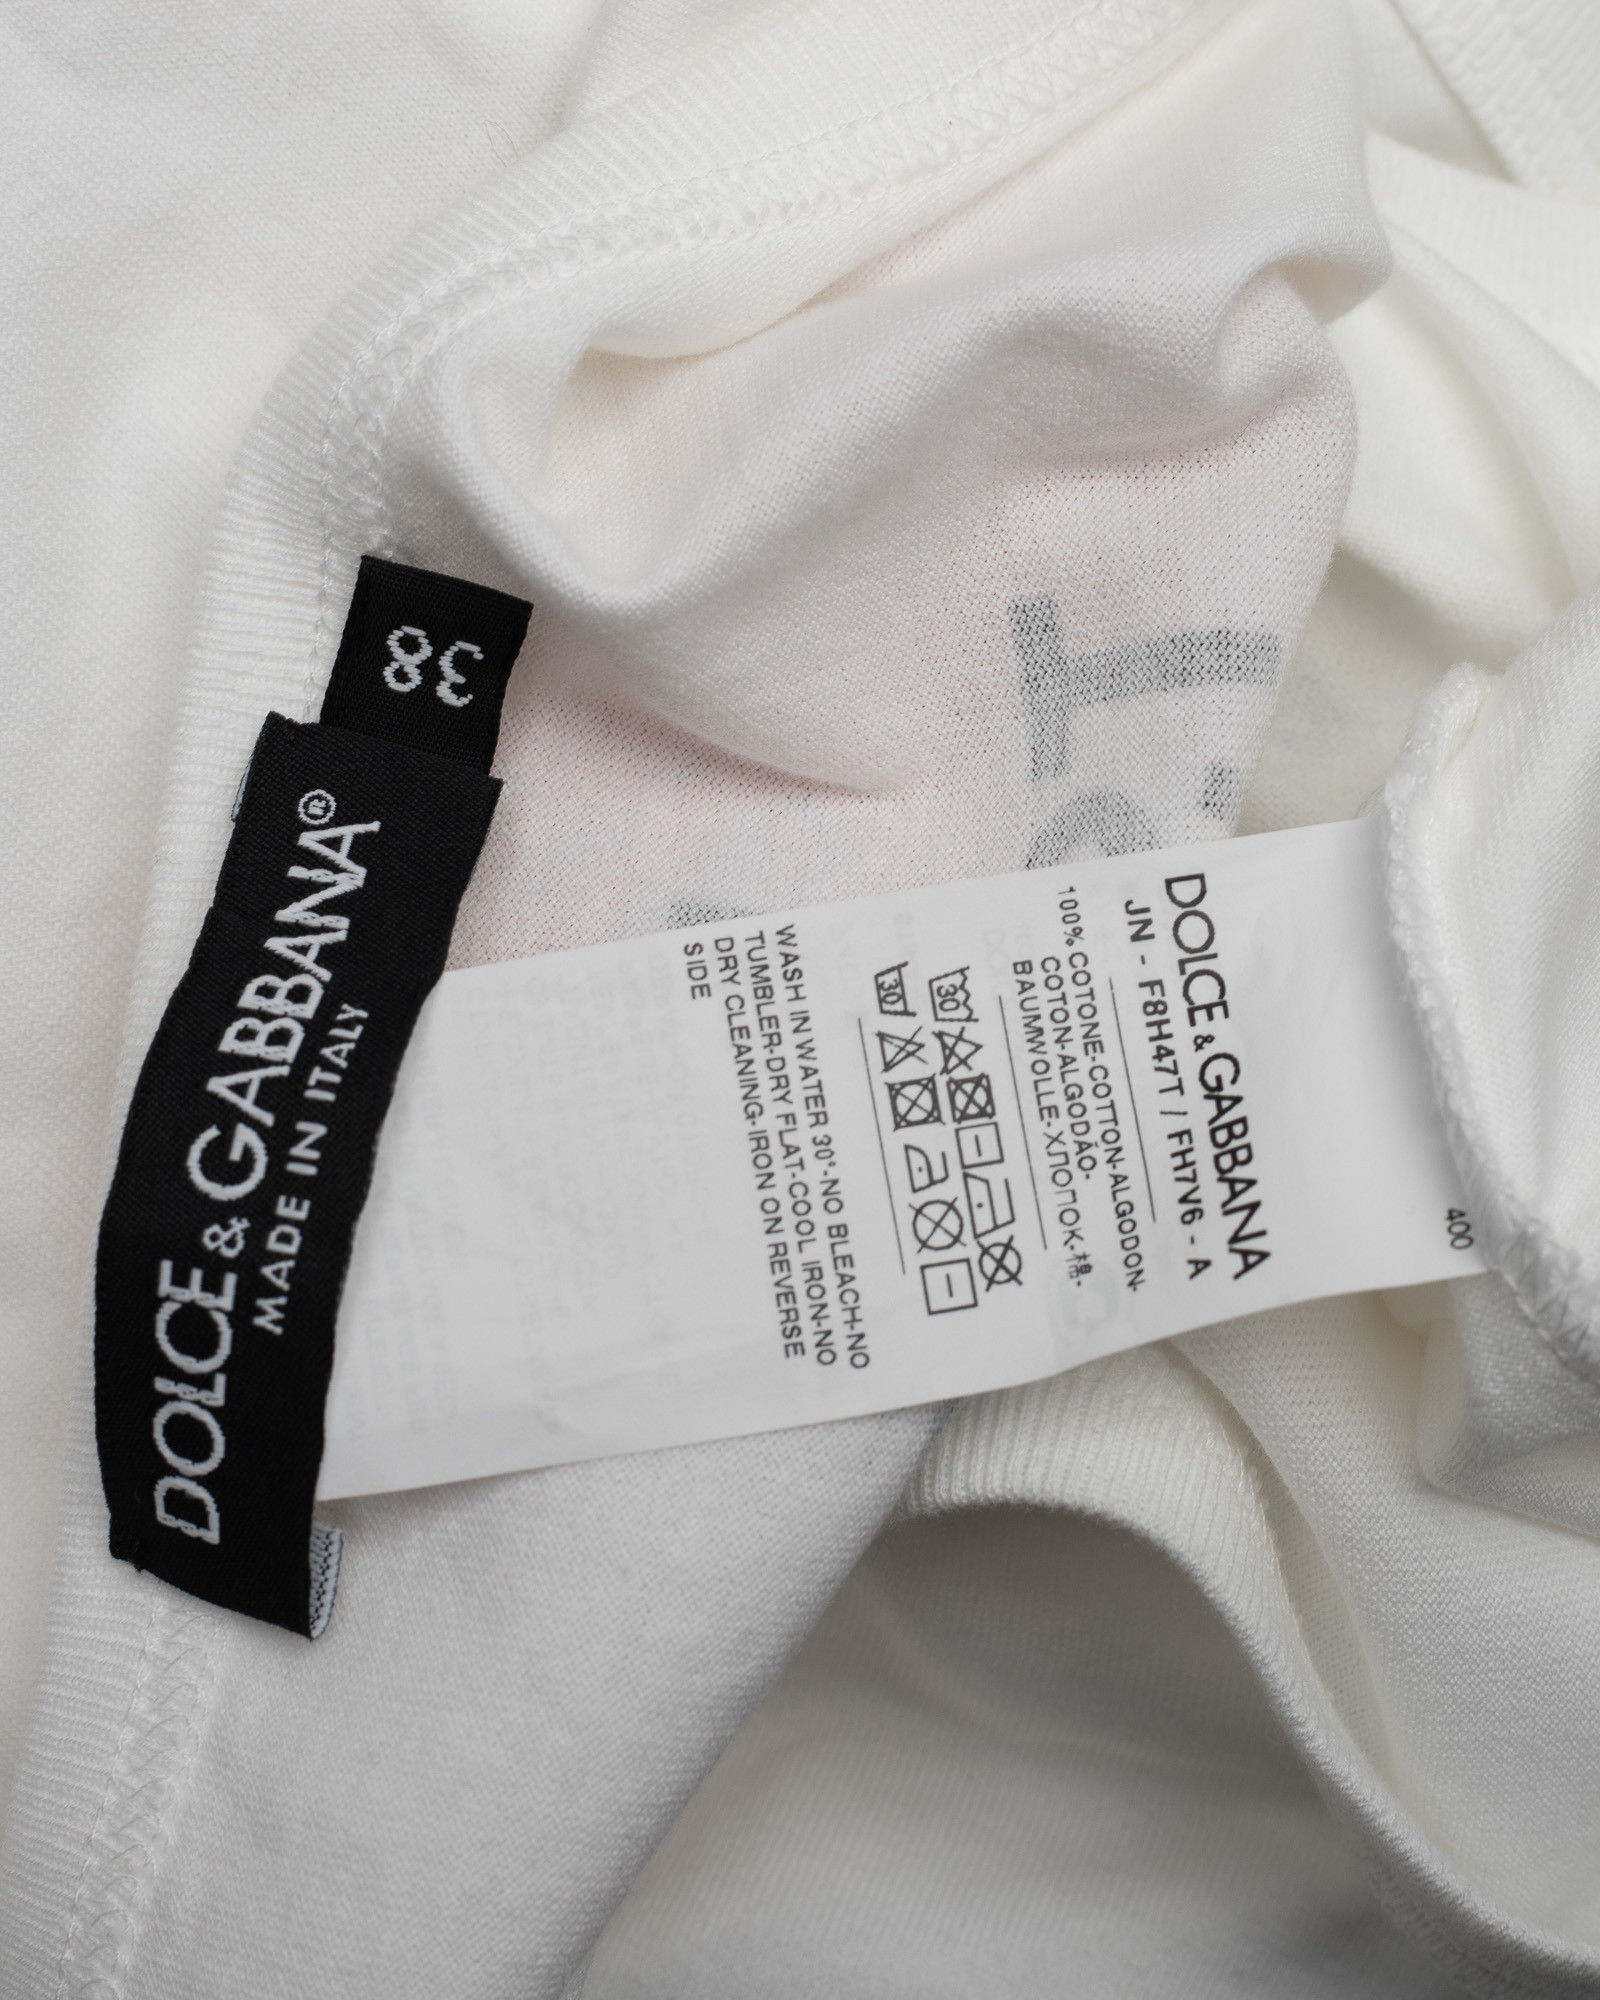 38
DOLCE & GABBANA®
MADE IN ITALY
DOLCE & GABBANA
JN - F8H47T / FH7V6 - A
100% COTONE-COTTON-ALGODON-
COTON-ALGODÃO-
BAUMWOLLE-ХЛОПОК-棉-
30
30
WASH IN WATER 30°-NO BLEACH-NO
TUMBLER-DRY FLAT-COOL IRON-NO
DRY CLEANING-IRON ON REVERSE
SIDE
400